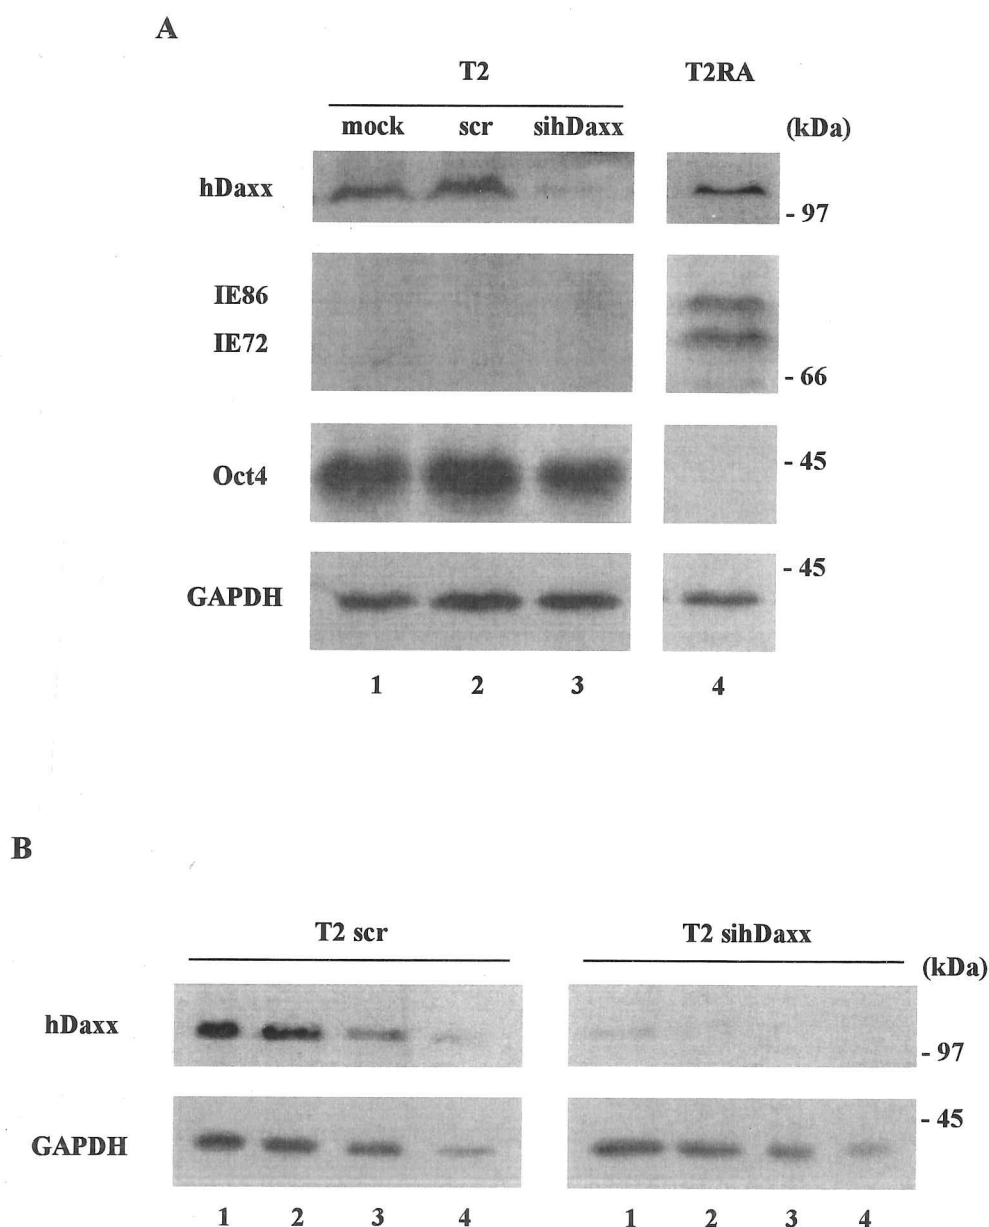 A
T2 T2RA
mock scr sihDaxx (kDa)
hDaxx
- 97
IE86
IE72
- 66
- 45
Oct4
- 45
GAPDH
1 2 3 4
B
T2 scr T2 sihDaxx
(kDa)
hDaxx
- 97
- 45
GAPDH
1 2 3 4 1 2 3 4